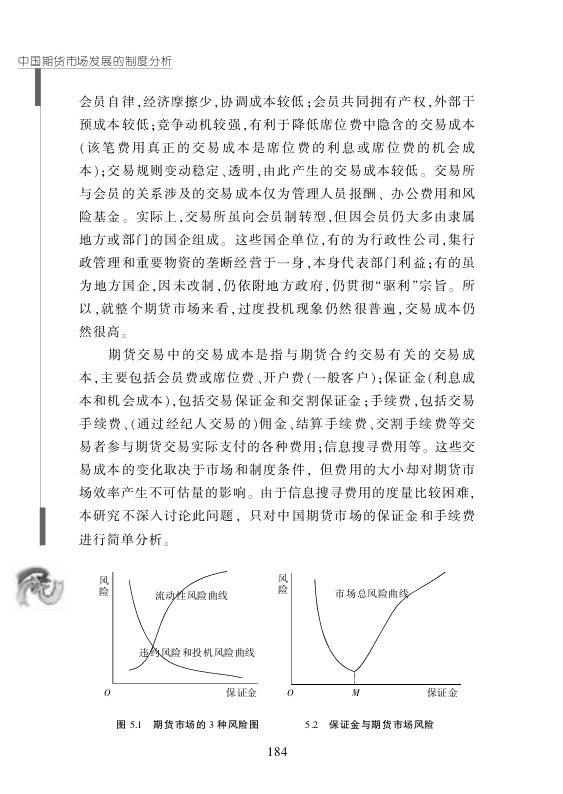 中国期货市场发展的制度分析
会员自律,经济摩擦少,协调成本较低;会员共同拥有产权,外部干
预成本较低;竞争动机较强,有利于降低席位费中隐含的交易成本
(该笔费用真正的交易成本是席位费的利息或席位费的机会成
本);交易规则变动稳定、透明,由此产生的交易成本较低。交易所
与会员的关系涉及的交易成本仅为管理人员报酬、办公费用和风
险基金。实际上,交易所虽向会员制转型,但因会员仍大多由隶属
地方或部门的国企组成。这些国企单位,有的为行政性公司,集行
政管理和重要物资的垄断经营于一身,本身代表部门利益;有的虽
为地方国企,因未改制,仍依附地方政府,仍贯彻“驱利”宗旨。所
以,就整个期货市场来看,过度投机现象仍然很普遍,交易成本仍
然很高。
期货交易中的交易成本是指与期货合约交易有关的交易成
本,主要包括会员费或席位费、开户费(一般客户);保证金(利息成
本和机会成本),包括交易保证金和交割保证金;手续费,包括交易
手续费、(通过经纪人交易的)佣金、结算手续费、交割手续费等交
易者参与期货交易实际支付的各种费用;信息搜寻费用等。这些交
易成本的变化取决于市场和制度条件，但费用的大小却对期货市
场效率产生不可估量的影响。由于信息搜寻费用的度量比较困难,
本研究不深入讨论此问题，只对中国期货市场的保证金和手续费
进行简单分析。
风险
流动性风险曲线
违约风险和投机风险曲线
O
保证金
风险
市场总风险曲线
O
M
保证金
图 5.1 期货市场的 3 种风险图
5.2 保证金与期货市场风险
184